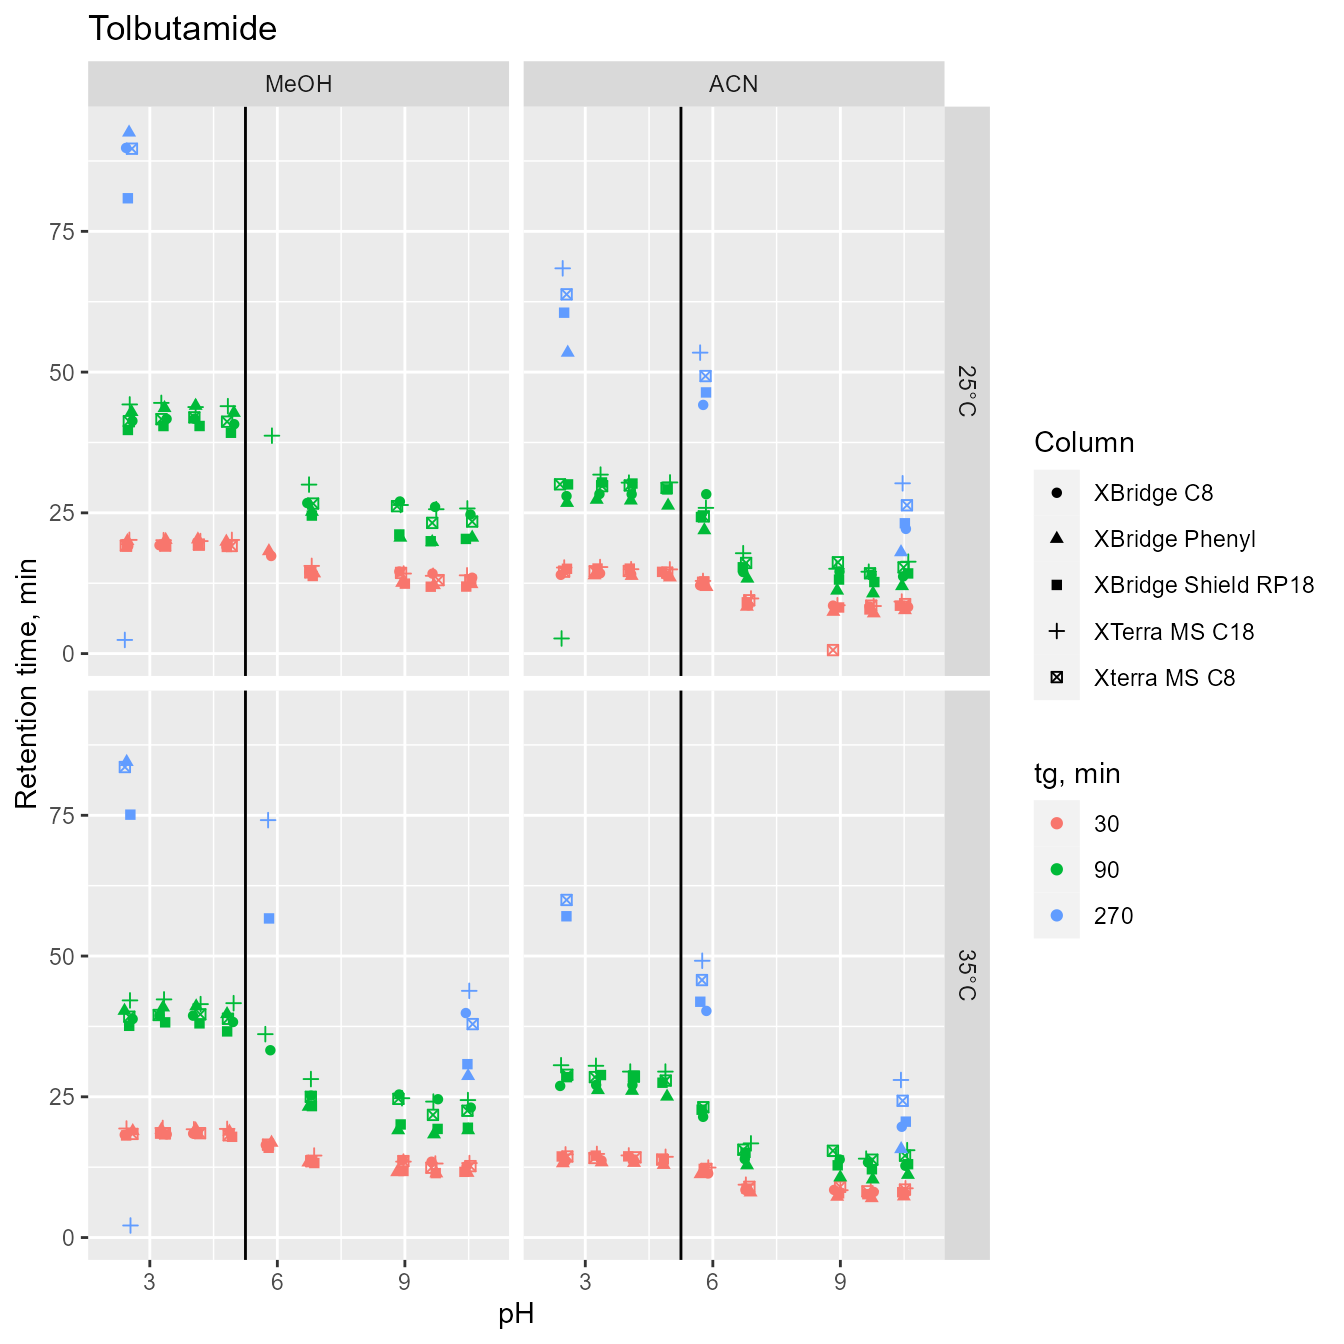 Tolbutamide
MeOH
ACN
75
50
25
0
25°C
75
50
25
0
35°C
3
6
9
3
6
9
pH
Retention time, min
Column
XBridge C8
XBridge Phenyl
XBridge Shield RP18
XTerra MS C18
Xterra MS C8
tg, min
30
90
270